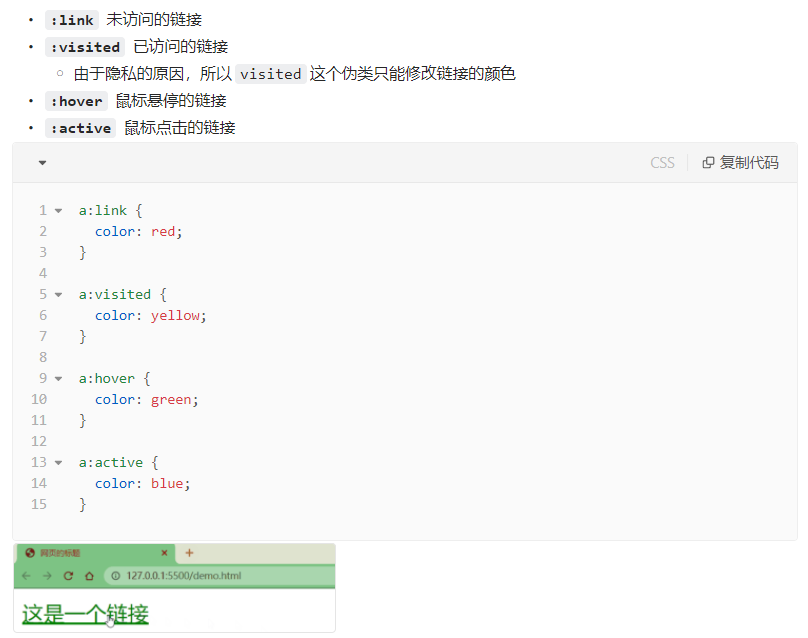 :link 未访问的链接
:visited 已访问的链接
由于隐私的原因，所以 visited 这个伪类只能修改链接的颜色
:hover 鼠标悬停的链接
:active 鼠标点击的链接
CSS 复制代码
1 a:link {
2 color: red;
3 }
4
5 a:visited {
6 color: yellow;
7 }
8
9 a:hover {
10 color: green;
11 }
12
13 a:active {
14 color: blue;
15 }
网页的标题
127.0.0.1:5500/demo.html
这是一个链接